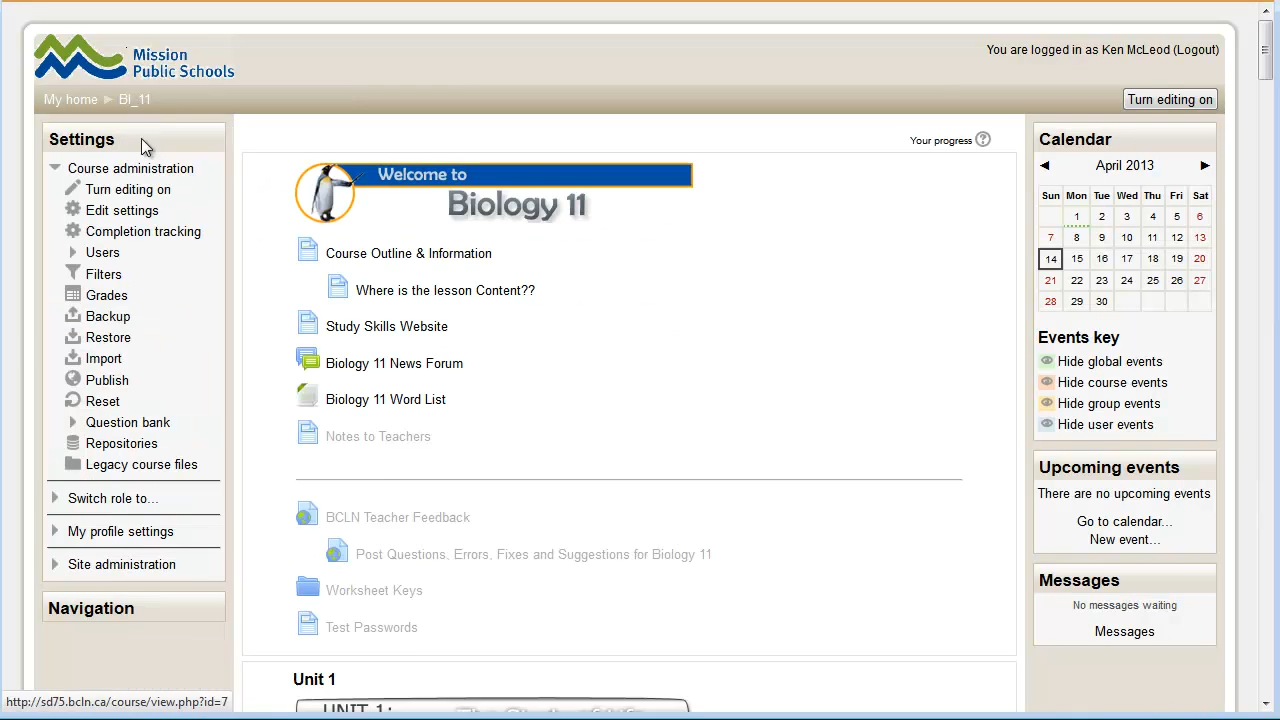 Mission
Public Schools
You are logged in as Ken McLeod (Logout)
My home ► BI_11
Turn editing on
Settings
Course administration
Turn editing on
Edit settings
Completion tracking
Users
Filters
Grades
Backup
Restore
Import
Publish
Reset
Question bank
Repositories
Legacy course files
Switch role to...
My profile settings
Site administration
Navigation
Your progress
Welcome to
Biology 11
Course Outline & Information
Where is the lesson Content??
Study Skills Website
Biology 11 News Forum
Biology 11 Word List
Notes to Teachers
BCLN Teacher Feedback
Post Questions, Errors, Fixes and Suggestions for Biology 11
Worksheet Keys
Test Passwords
Unit 1
UNIT 1:
Calendar
◄ April 2013 ►
Sun Mon Tue Wed Thu Fri Sat
1 2 3 4 5 6
7 8 9 10 11 12 13
14 15 16 17 18 19 20
21 22 23 24 25 26 27
28 29 30
Events key
Hide global events
Hide course events
Hide group events
Hide user events
Upcoming events
There are no upcoming events
Go to calendar...
New event...
Messages
No messages waiting
Messages
http://sd75.bcln.ca/course/view.php?id=7